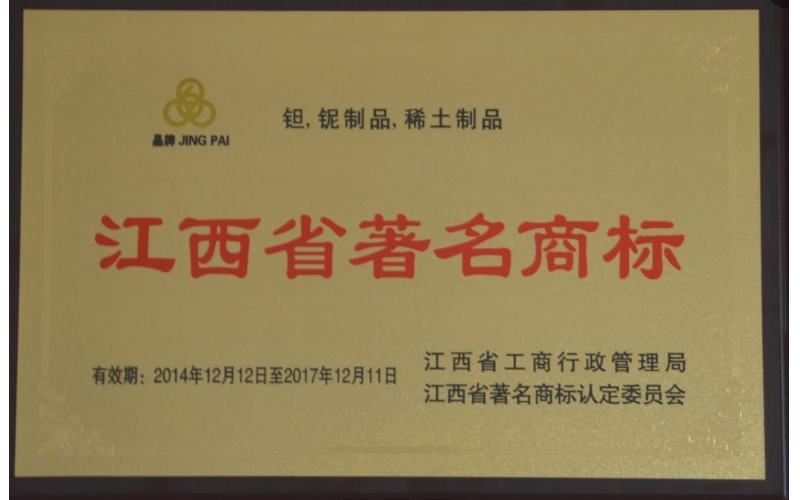 晶牌 JING PAI
钽,铌制品,稀土制品
江西省著名商标
有效期：2014年12月12日至2017年12月11日
江西省工商行政管理局
江西省著名商标认定委员会